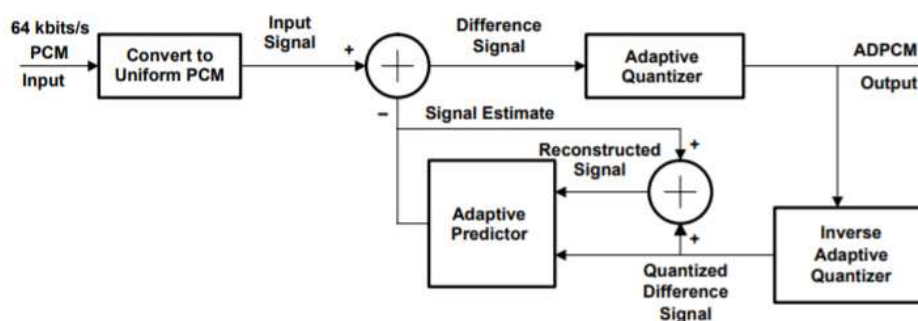 64 kbits/s
PCM
Input
Convert to
Uniform PCM
Input
Signal
+
−
Difference
Signal
Adaptive
Quantizer
ADPCM
Output
Signal Estimate
+
Reconstructed
Signal
Adaptive
Predictor
+
Quantized
Difference
Signal
Inverse
Adaptive
Quantizer